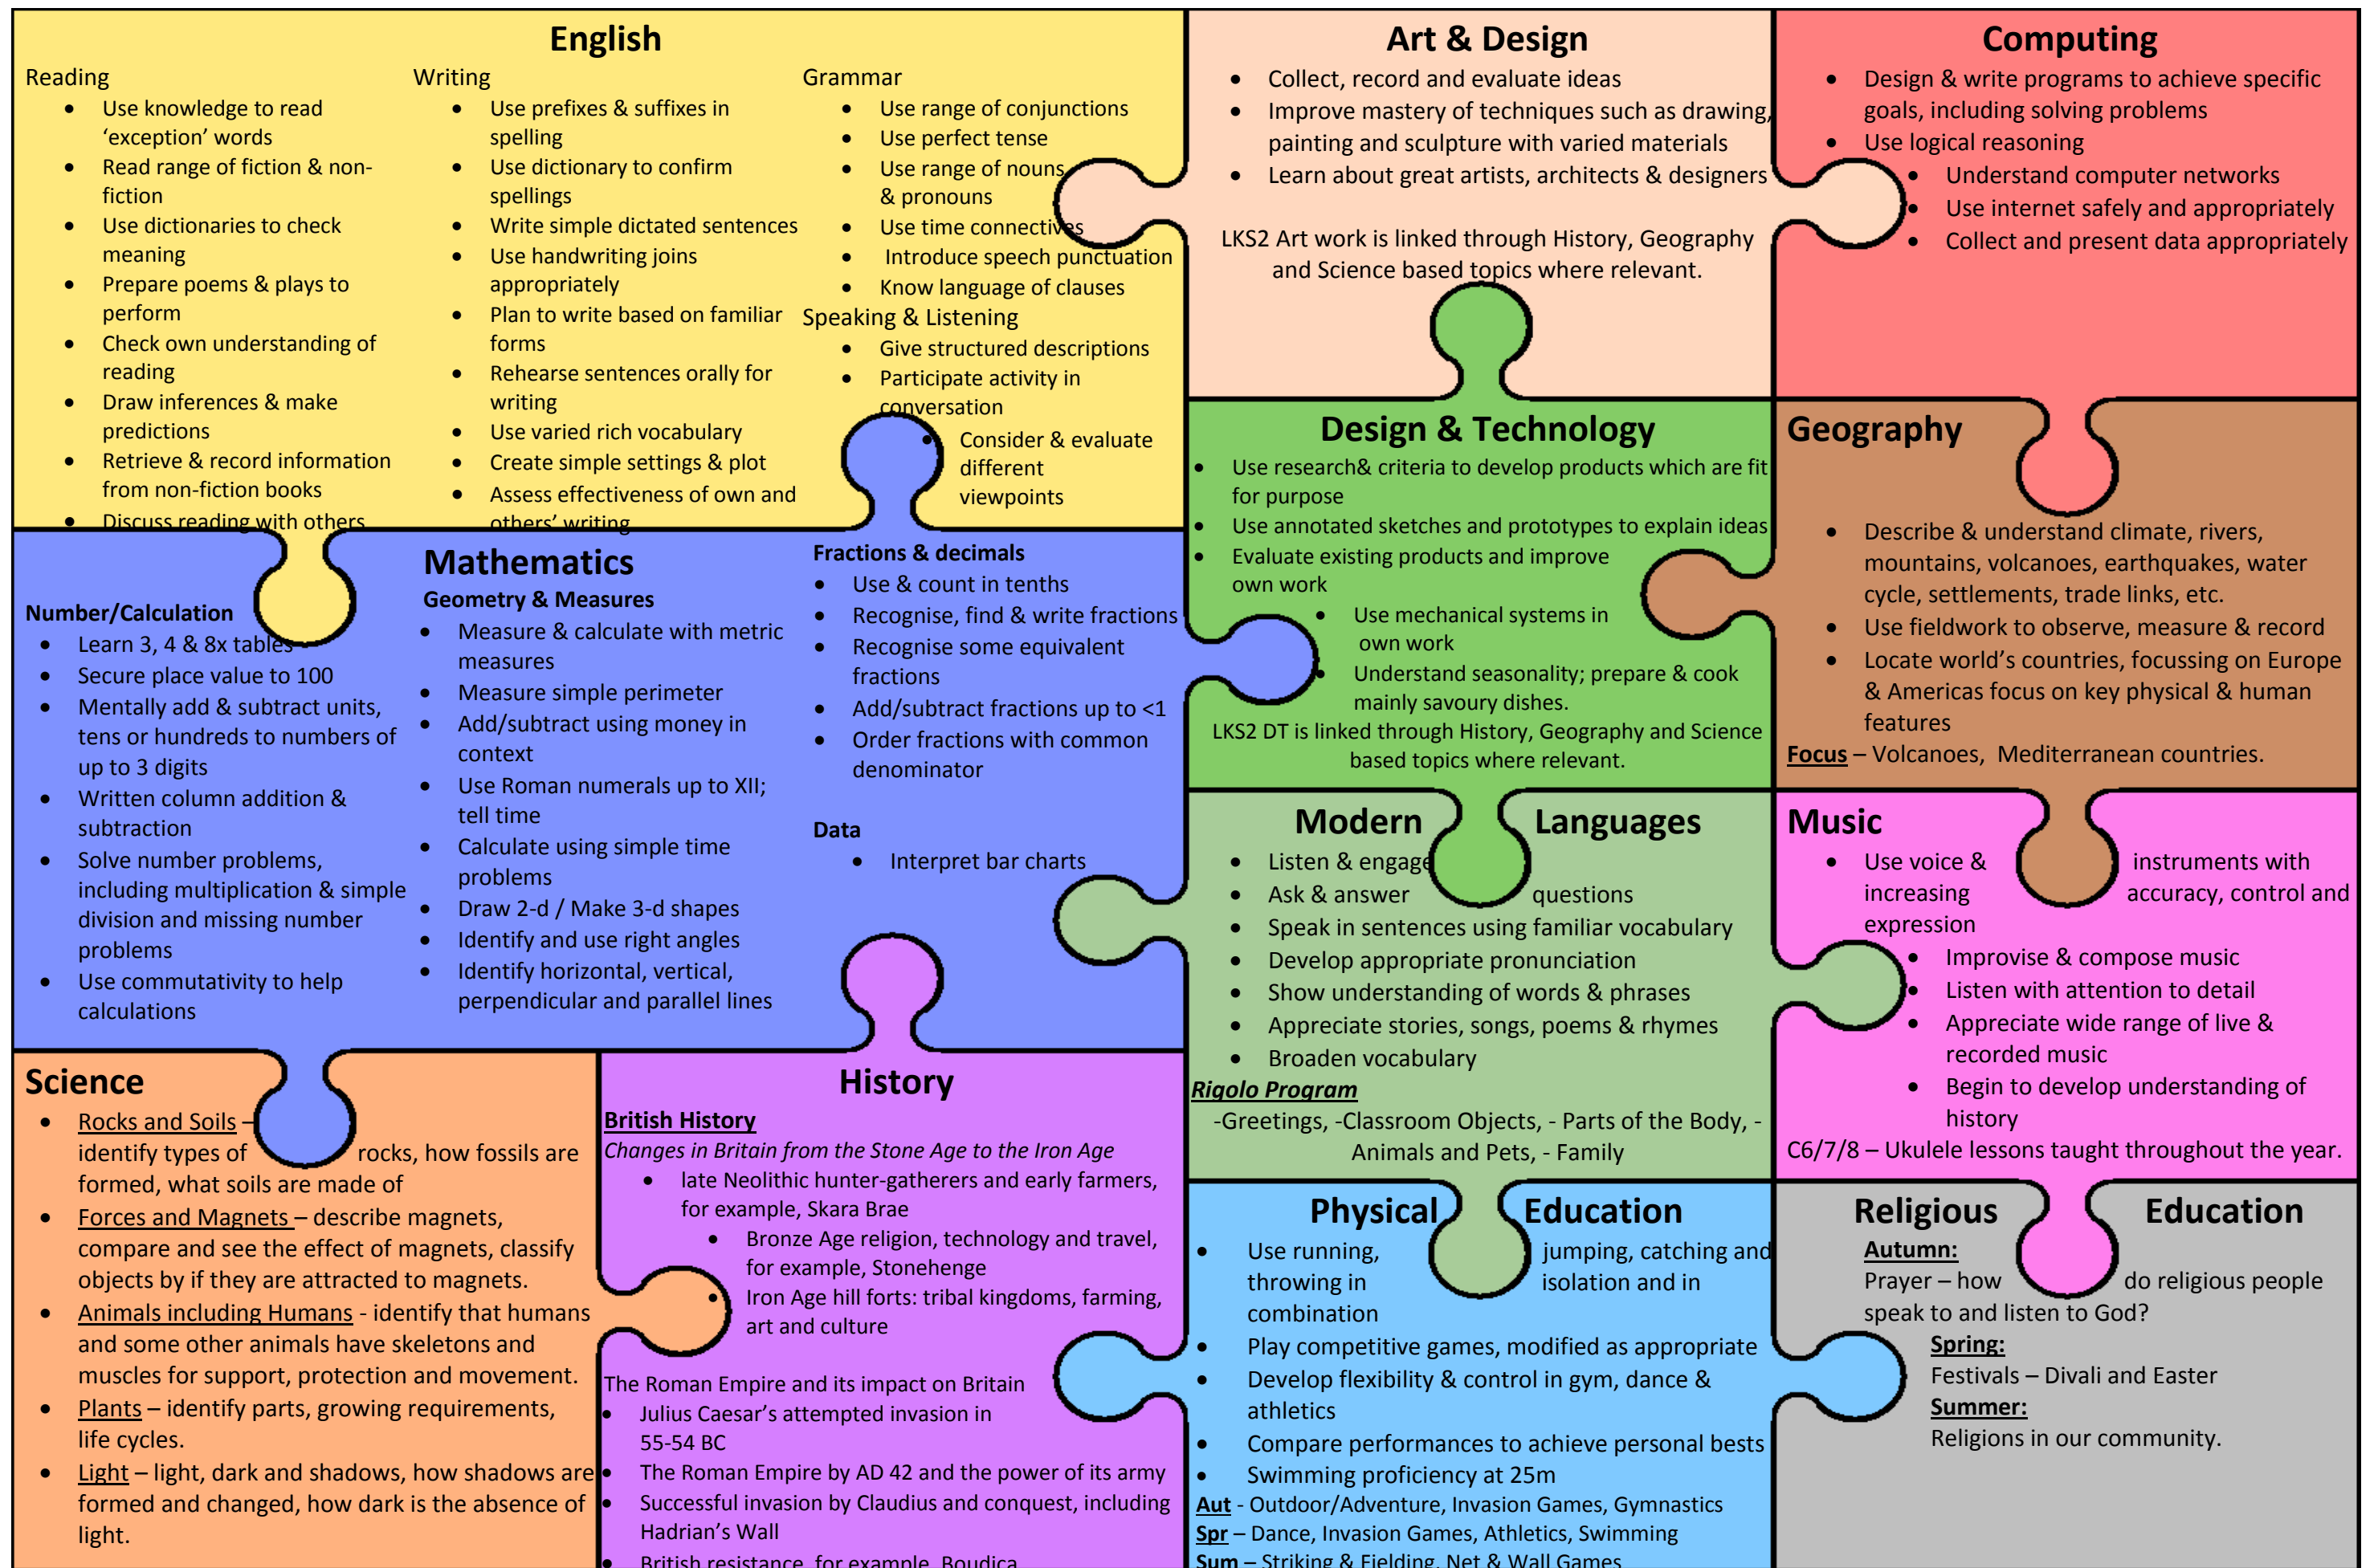 English
Reading
• Use knowledge to read
‘exception’ words
• Read range of fiction & non-
fiction
• Use dictionaries to check
meaning
• Prepare poems & plays to
perform
• Check own understanding of
reading
• Draw inferences & make
predictions
• Retrieve & record information
from non-fiction books
• Discuss reading with others
Writing
• Use prefixes & suffixes in
spelling
• Use dictionary to confirm
spellings
• Write simple dictated sentences
• Use handwriting joins
appropriately
• Plan to write based on familiar
forms
• Rehearse sentences orally for
writing
• Use varied rich vocabulary
• Create simple settings & plot
• Assess effectiveness of own and
others’ writing
Grammar
• Use range of conjunctions
• Use perfect tense
• Use range of nouns
& pronouns
• Use time connectives
• Introduce speech punctuation
• Know language of clauses
Speaking & Listening
• Give structured descriptions
• Participate activity in
conversation
• Consider & evaluate
different
viewpoints
Art & Design
• Collect, record and evaluate ideas
• Improve mastery of techniques such as drawing,
painting and sculpture with varied materials
• Learn about great artists, architects & designers
LKS2 Art work is linked through History, Geography
and Science based topics where relevant.
Computing
• Design & write programs to achieve specific
goals, including solving problems
• Use logical reasoning
• Understand computer networks
• Use internet safely and appropriately
• Collect and present data appropriately
Mathematics
Number/Calculation
• Learn 3, 4 & 8x tables
• Secure place value to 100
• Mentally add & subtract units,
tens or hundreds to numbers of
up to 3 digits
• Written column addition &
subtraction
• Solve number problems,
including multiplication & simple
division and missing number
problems
• Use commutativity to help
calculations
Geometry & Measures
• Measure & calculate with metric
measures
• Measure simple perimeter
• Add/subtract using money in
context
• Use Roman numerals up to XII;
tell time
• Calculate using simple time
problems
• Draw 2-d / Make 3-d shapes
• Identify and use right angles
• Identify horizontal, vertical,
perpendicular and parallel lines
Fractions & decimals
• Use & count in tenths
• Recognise, find & write fractions
• Recognise some equivalent
fractions
• Add/subtract fractions up to <1
• Order fractions with common
denominator
Data
• Interpret bar charts
Design & Technology
• Use research& criteria to develop products which are fit
for purpose
• Use annotated sketches and prototypes to explain ideas
• Evaluate existing products and improve
own work
• Use mechanical systems in
own work
• Understand seasonality; prepare & cook
mainly savoury dishes.
LKS2 DT is linked through History, Geography and Science
based topics where relevant.
Geography
• Describe & understand climate, rivers,
mountains, volcanoes, earthquakes, water
cycle, settlements, trade links, etc.
• Use fieldwork to observe, measure & record
• Locate world’s countries, focussing on Europe
& Americas focus on key physical & human
features
Focus – Volcanoes, Mediterranean countries.
Modern Languages
• Listen & engage
• Ask & answer questions
• Speak in sentences using familiar vocabulary
• Develop appropriate pronunciation
• Show understanding of words & phrases
• Appreciate stories, songs, poems & rhymes
• Broaden vocabulary
Rigolo Program
-Greetings, -Classroom Objects, - Parts of the Body, -
Animals and Pets, - Family
Music
• Use voice & instruments with
increasing accuracy, control and
expression
• Improvise & compose music
• Listen with attention to detail
• Appreciate wide range of live &
recorded music
• Begin to develop understanding of
history
C6/7/8 – Ukulele lessons taught throughout the year.
Science
• Rocks and Soils –
identify types of rocks, how fossils are
formed, what soils are made of
• Forces and Magnets – describe magnets,
compare and see the effect of magnets, classify
objects by if they are attracted to magnets.
• Animals including Humans - identify that humans
and some other animals have skeletons and
muscles for support, protection and movement.
• Plants – identify parts, growing requirements,
life cycles.
• Light – light, dark and shadows, how shadows are
formed and changed, how dark is the absence of
light.
History
British History
Changes in Britain from the Stone Age to the Iron Age
• late Neolithic hunter-gatherers and early farmers,
for example, Skara Brae
• Bronze Age religion, technology and travel,
for example, Stonehenge
• Iron Age hill forts: tribal kingdoms, farming,
art and culture
The Roman Empire and its impact on Britain
• Julius Caesar’s attempted invasion in
55-54 BC
• The Roman Empire by AD 42 and the power of its army
• Successful invasion by Claudius and conquest, including
Hadrian’s Wall
• British resistance, for example, Boudica
Physical Education
• Use running, jumping, catching and
throwing in isolation and in
combination
• Play competitive games, modified as appropriate
• Develop flexibility & control in gym, dance &
athletics
• Compare performances to achieve personal bests
• Swimming proficiency at 25m
Aut - Outdoor/Adventure, Invasion Games, Gymnastics
Spr – Dance, Invasion Games, Athletics, Swimming
Sum – Striking & Fielding, Net & Wall Games
Religious Education
Autumn:
Prayer – how do religious people
speak to and listen to God?
Spring:
Festivals – Divali and Easter
Summer:
Religions in our community.